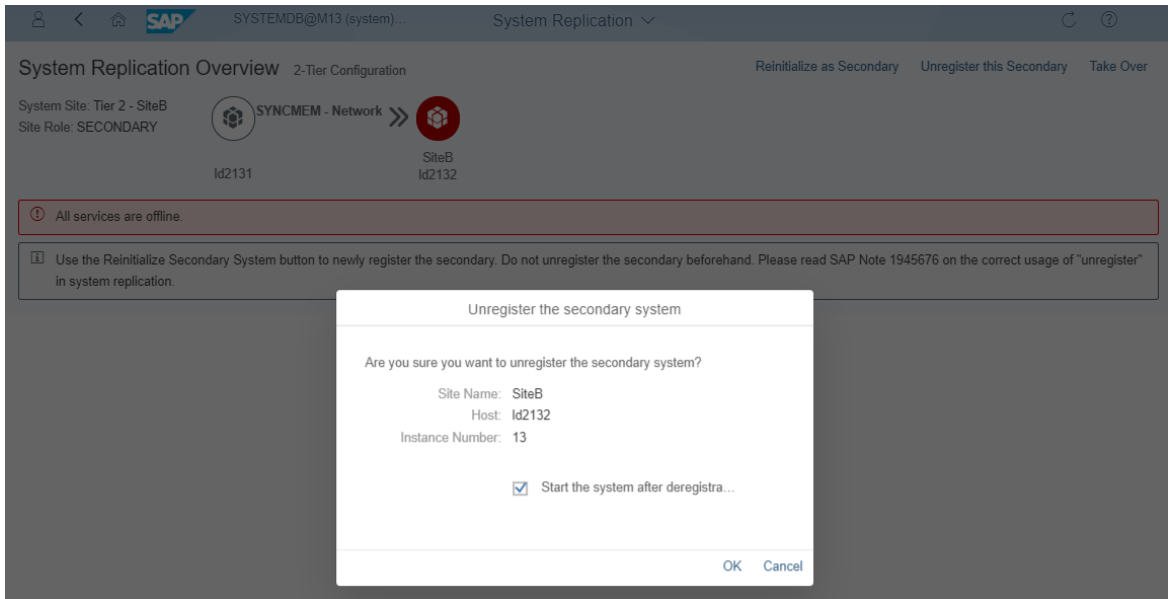 SAP SYSTEMDB@M13 (system)... System Replication
System Replication Overview 2-Tier Configuration Reinitialize as Secondary Unregister this Secondary Take Over
System Site: Tier 2 - SiteB
Site Role: SECONDARY
SYNCMEM - Network
SiteB
ld2131 ld2132
All services are offline.
Use the Reinitialize Secondary System button to newly register the secondary. Do not unregister the secondary beforehand. Please read SAP Note 1945676 on the correct usage of "unregister"
in system replication.
Unregister the secondary system
Are you sure you want to unregister the secondary system?
Site Name: SiteB
Host: ld2132
Instance Number: 13
Start the system after deregistra...
OK Cancel